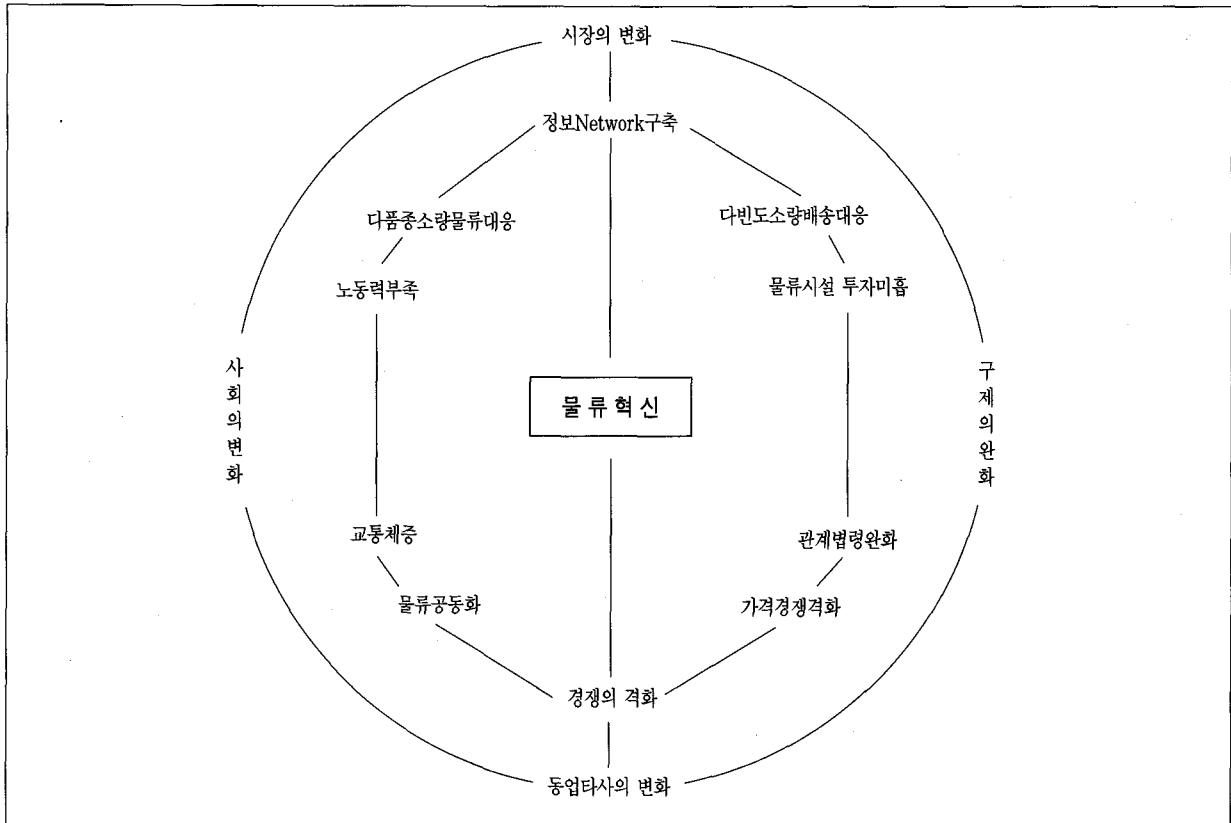 시장의 변화
정보Network구축
다품종소량물류대응
다빈도소량배송대응
노동력부족
물류시설 투자미흡
사회의변화
물류혁신
구제의완화
교통체증
관계법령완화
물류공동화
가격경쟁격화
경쟁의 격화
동업타사의 변화